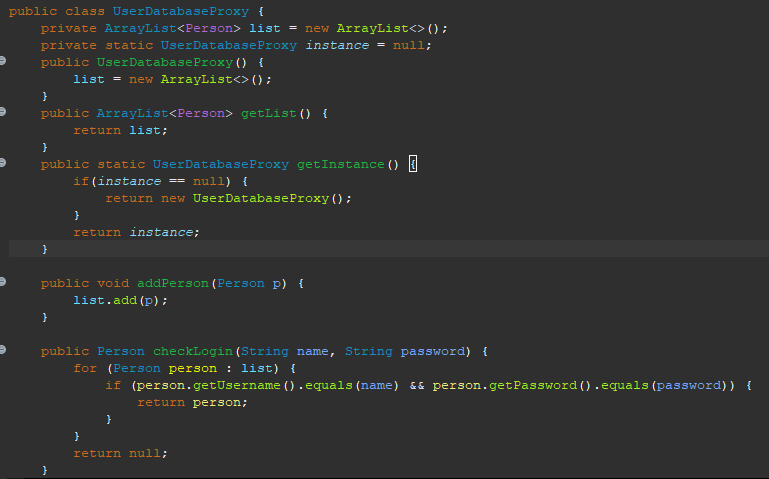 public class UserDatabaseProxy {
    private ArrayList<Person> list = new ArrayList<>();
    private static UserDatabaseProxy instance = null;
    public UserDatabaseProxy() {
        list = new ArrayList<>();
    }
    public ArrayList<Person> getList() {
        return list;
    }
    public static UserDatabaseProxy getInstance() {
        if(instance == null) {
            return new UserDatabaseProxy();
        }
        return instance;
    }

    public void addPerson(Person p) {
        list.add(p);
    }

    public Person checkLogin(String name, String password) {
        for (Person person : list) {
            if (person.getUsername().equals(name) && person.getPassword().equals(password)) {
                return person;
            }
        }
        return null;
    }